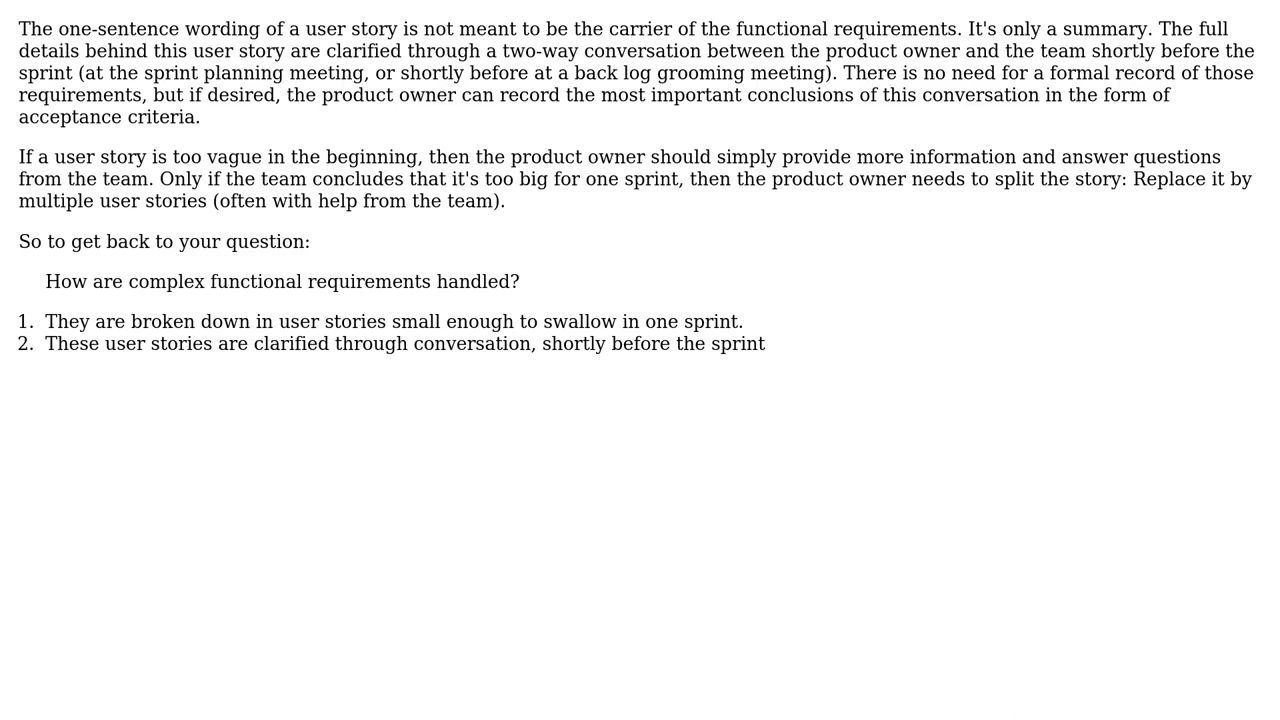 The one-sentence wording of a user story is not meant to be the carrier of the functional requirements. It's only a summary. The full
details behind this user story are clarified through a two-way conversation between the product owner and the team shortly before the
sprint (at the sprint planning meeting, or shortly before at a back log grooming meeting). There is no need for a formal record of those
requirements, but if desired, the product owner can record the most important conclusions of this conversation in the form of
acceptance criteria.
If a user story is too vague in the beginning, then the product owner should simply provide more information and answer questions
from the team. Only if the team concludes that it's too big for one sprint, then the product owner needs to split the story: Replace it by
multiple user stories (often with help from the team).
So to get back to your question:
How are complex functional requirements handled?
1. They are broken down in user stories small enough to swallow in one sprint.
2. These user stories are clarified through conversation, shortly before the sprint